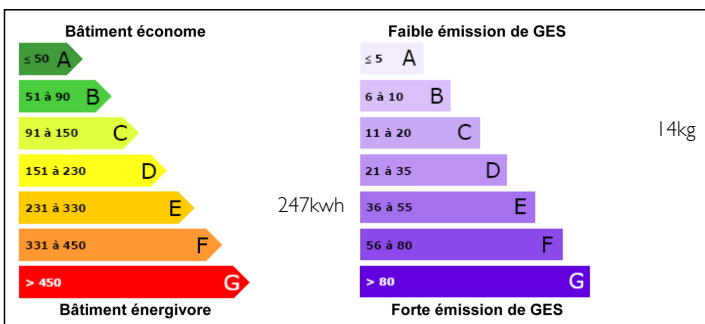 Bâtiment économe
≤ 50 A
51 à 90 B
91 à 150 C
151 à 230 D
231 à 330 E
331 à 450 F
> 450 G
Bâtiment énergivore
247kwh
Faible émission de GES
≤ 5 A
6 à 10 B
11 à 20 C
21 à 35 D
36 à 55 E
56 à 80 F
> 80 G
Forte émission de GES
14kg